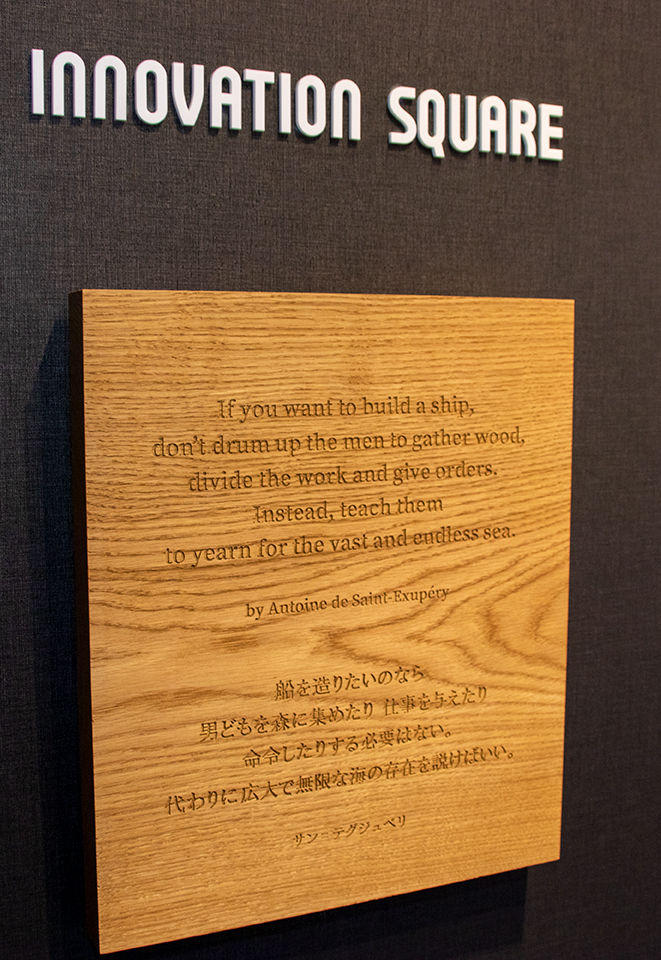 INNOVATION SQUARE
If you want to build a ship,
don't drum up the men to gather wood,
divide the work and give orders.
Instead, teach them
to yearn for the vast and endless sea.
by Antoine de Saint-Exupéry
船を造りたいのなら
男どもを森に集めたり 仕事を与えたり
命令したりする必要はない。
代わりに広大で無限な海の存在を説けばいい。
サン=テグジュペリ